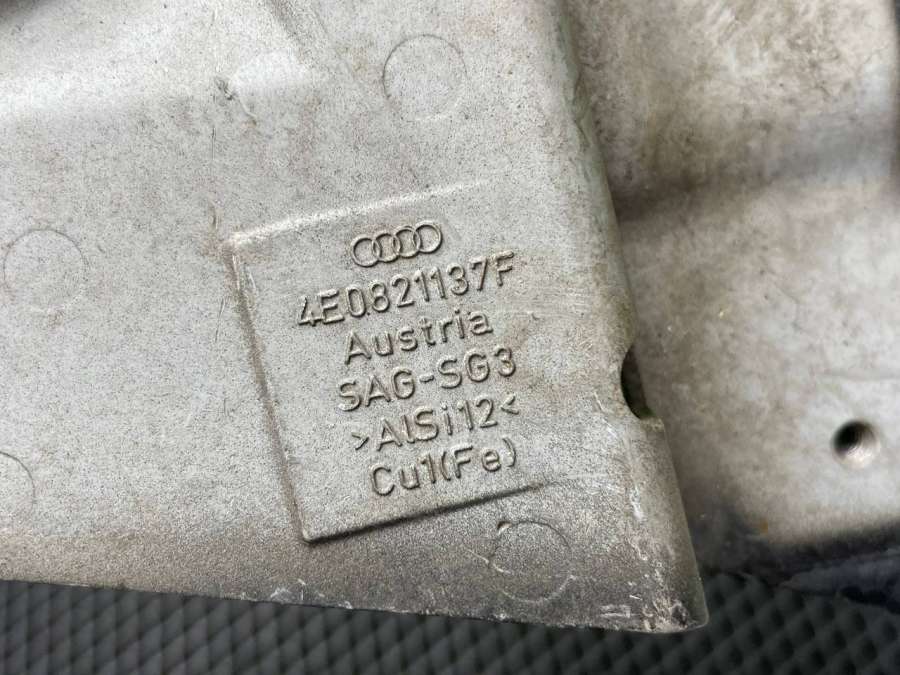 4E0821137F
Austria
SAG-SG3
>AlSi12<
Cu1(Fe)